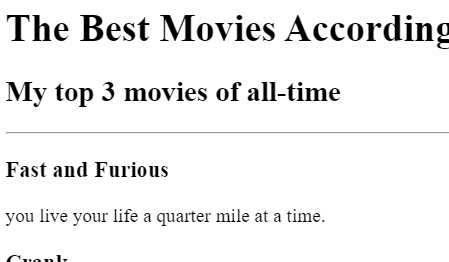 The Best Movies According
My top 3 movies of all-time
Fast and Furious
you live your life a quarter mile at a time.
Crank